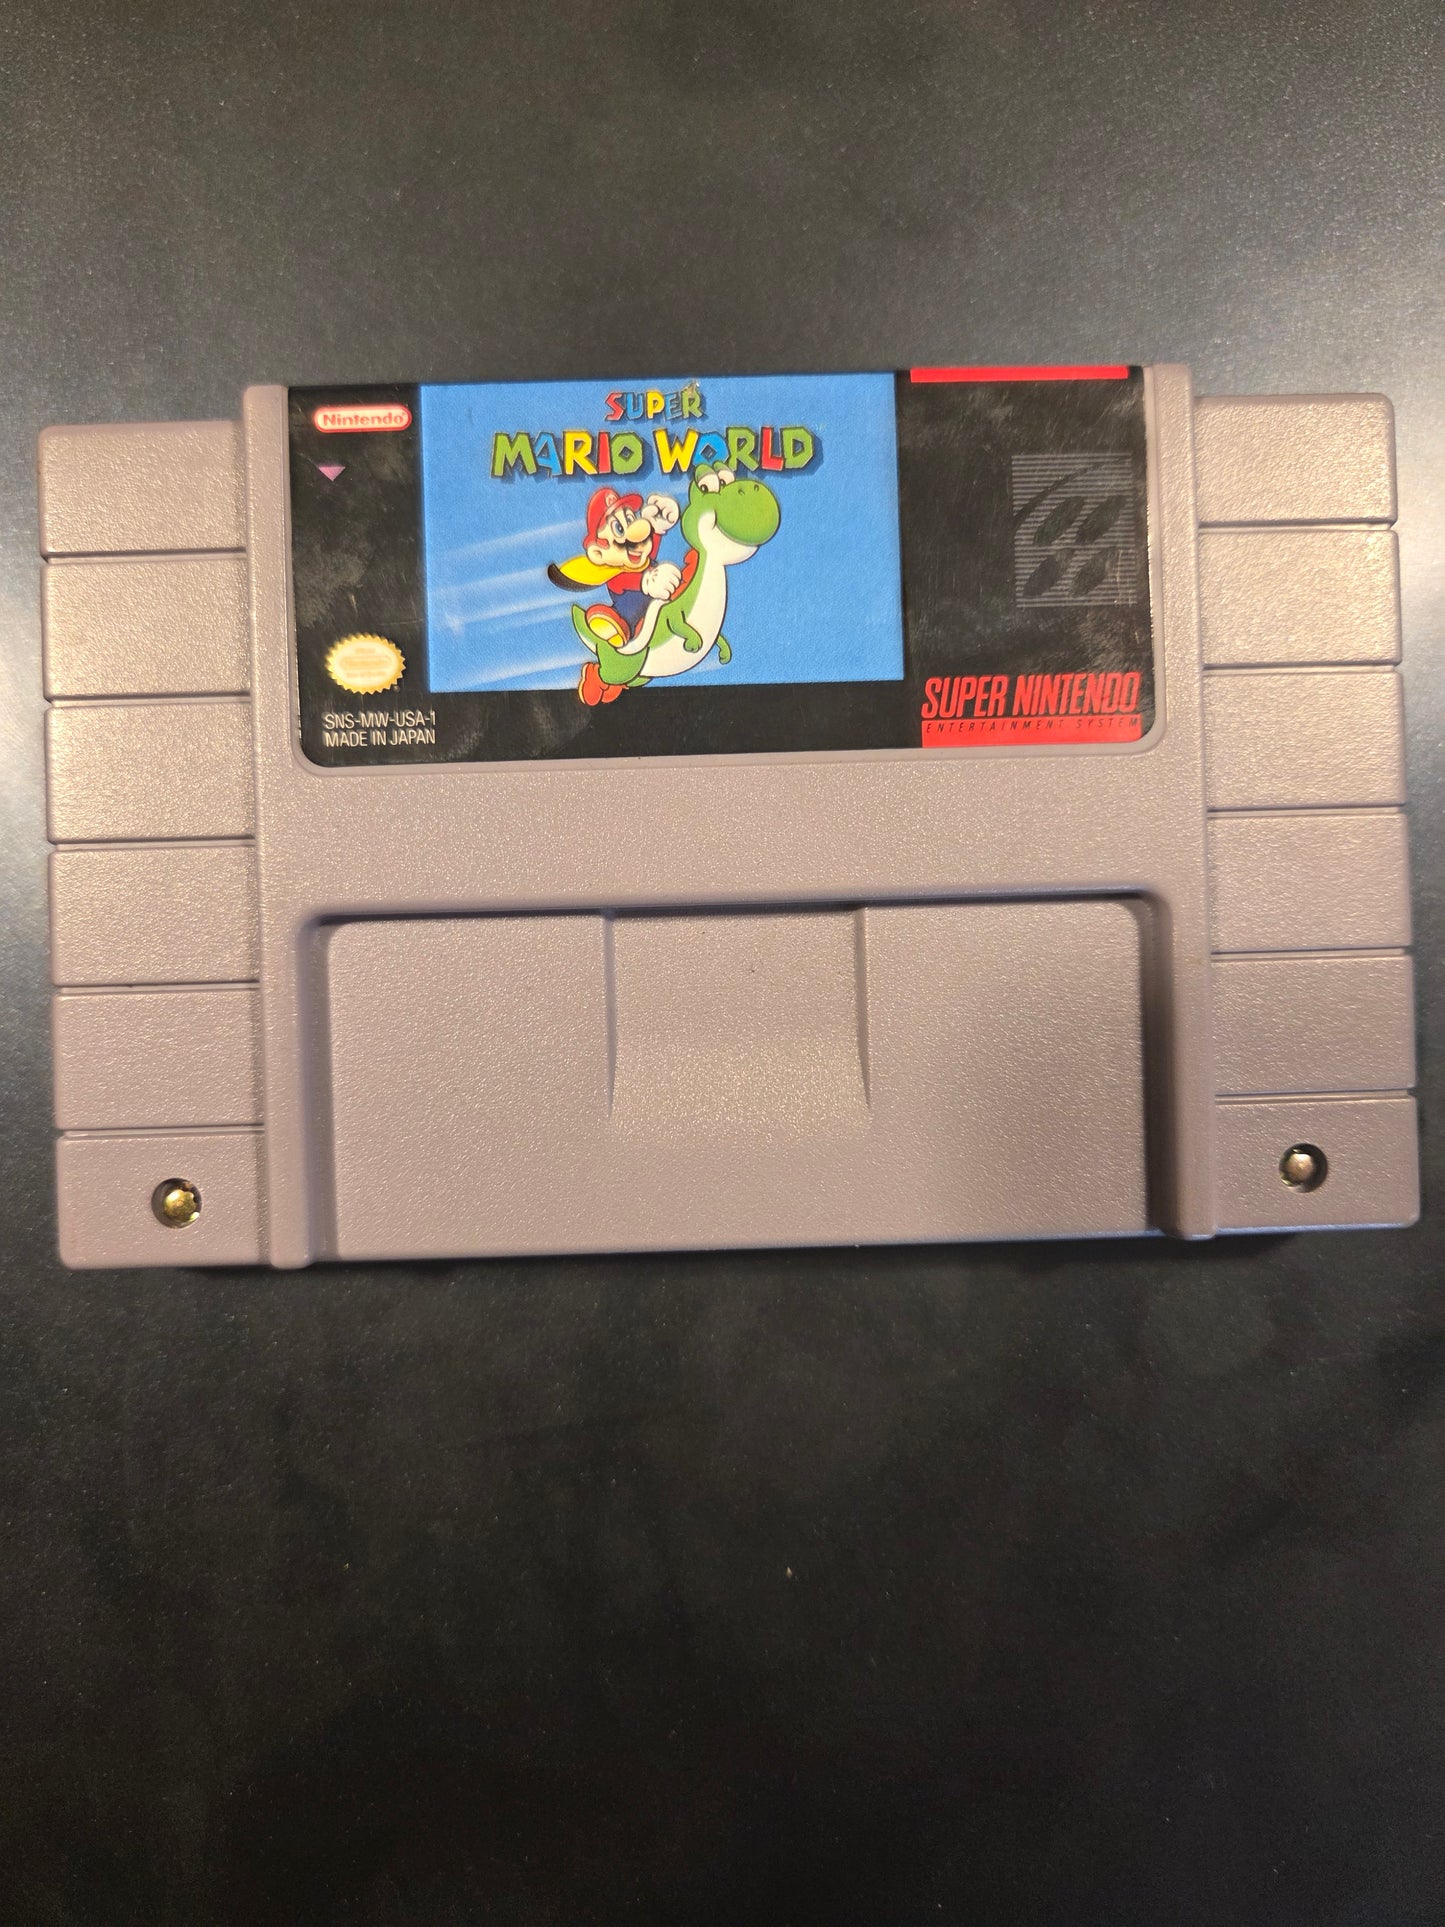 Nintendo®
SUPER
MARIO WORLD
SNS-MW-USA-1
MADE IN JAPAN
SUPER NINTENDO
ENTERTAINMENT SYSTEM